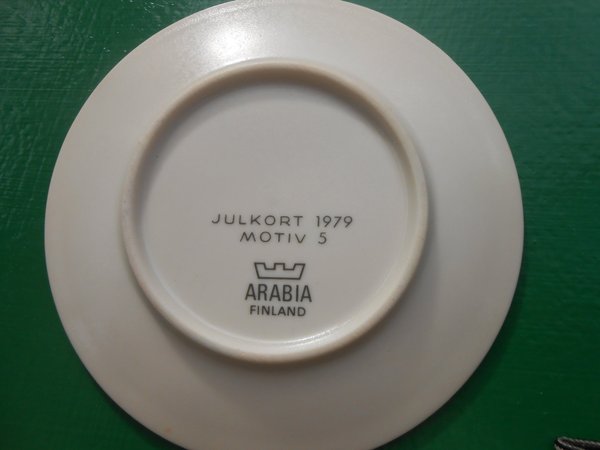 JULKORT 1979
MOTIV 5
ARABIA
FINLAND